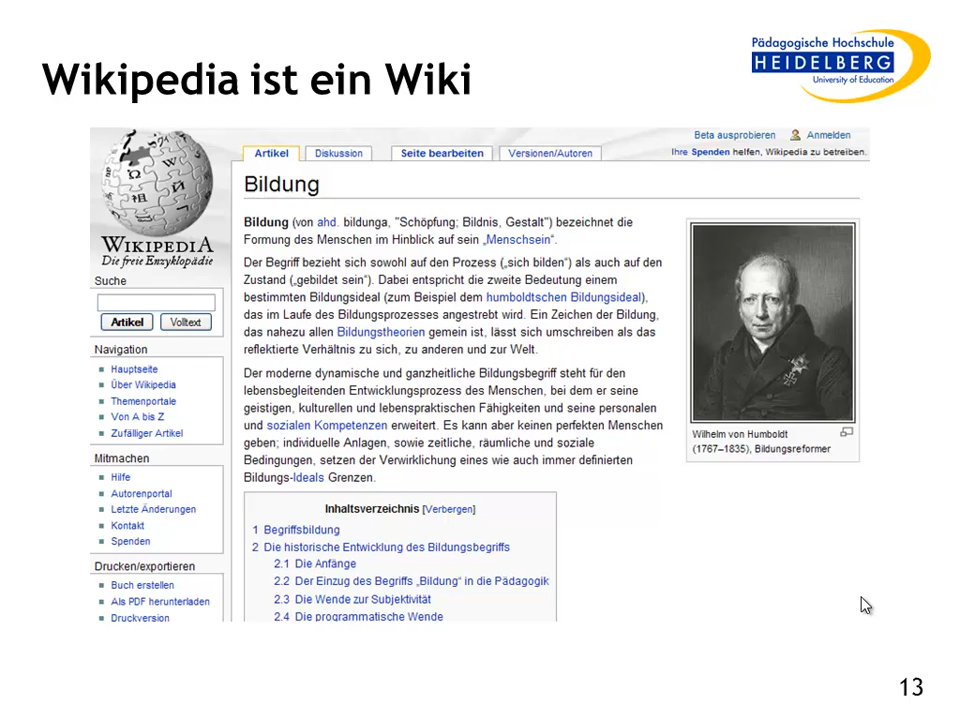 Wikipedia ist ein Wiki
Pädagogische Hochschule
HEIDELBERG
University of Education
Beta ausprobieren Anmelden
Artikel Diskussion Seite bearbeiten Versionen/Autoren
Ihre Spenden helfen, Wikipedia zu betreiben.
WIKIPEDIA
Die freie Enzyklopädie
Suche
Artikel Volltext
Navigation
Hauptseite
Über Wikipedia
Themenportale
Von A bis Z
Zufälliger Artikel
Mitmachen
Hilfe
Autorenportal
Letzte Änderungen
Kontakt
Spenden
Drucken/exportieren
Buch erstellen
Als PDF herunterladen
Druckversion
Bildung
Bildung (von ahd. bildunga, "Schöpfung; Bildnis, Gestalt") bezeichnet die
Formung des Menschen im Hinblick auf sein „Menschsein“.
Der Begriff bezieht sich sowohl auf den Prozess („sich bilden“) als auch auf den
Zustand („gebildet sein“). Dabei entspricht die zweite Bedeutung einem
bestimmten Bildungsideal (zum Beispiel dem humboldtschen Bildungsideal),
das im Laufe des Bildungsprozesses angestrebt wird. Ein Zeichen der Bildung,
das nahezu allen Bildungstheorien gemein ist, lässt sich umschreiben als das
reflektierte Verhältnis zu sich, zu anderen und zur Welt.
Der moderne dynamische und ganzheitliche Bildungsbegriff steht für den
lebensbegleitenden Entwicklungsprozess des Menschen, bei dem er seine
geistigen, kulturellen und lebenspraktischen Fähigkeiten und seine personalen
und sozialen Kompetenzen erweitert. Es kann aber keinen perfekten Menschen
geben; individuelle Anlagen, sowie zeitliche, räumliche und soziale
Bedingungen, setzen der Verwirklichung eines wie auch immer definierten
Bildungs-Ideals Grenzen.
Wilhelm von Humboldt
(1767–1835), Bildungsreformer
Inhaltsverzeichnis [Verbergen]
1 Begriffsbildung
2 Die historische Entwicklung des Bildungsbegriffs
2.1 Die Anfänge
2.2 Der Einzug des Begriffs „Bildung“ in die Pädagogik
2.3 Die Wende zur Subjektivität
2.4 Die programmatische Wende
13